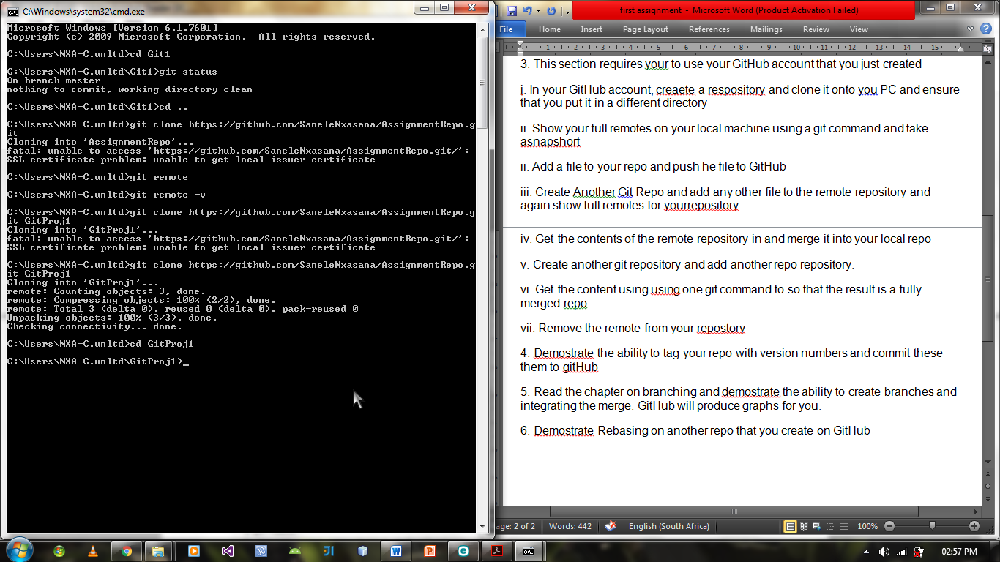 C:\Windows\system32\cmd.exe
Microsoft Windows [Version 6.1.7601]
Copyright (c) 2009 Microsoft Corporation.  All rights reserved.
C:\Users\NXA-C.unltd>cd Git1
C:\Users\NXA-C.unltd\Git1>git status
On branch master
nothing to commit, working directory clean
C:\Users\NXA-C.unltd\Git1>cd ..
C:\Users\NXA-C.unltd>git clone https://github.com/SaneleNxasana/AssignmentRepo.g
it
Cloning into 'AssignmentRepo'...
fatal: unable to access 'https://github.com/SaneleNxasana/AssignmentRepo.git/':
SSL certificate problem: unable to get local issuer certificate
C:\Users\NXA-C.unltd>git remote
C:\Users\NXA-C.unltd>git remote -v
C:\Users\NXA-C.unltd>git clone https://github.com/SaneleNxasana/AssignmentRepo.g
it GitProj1
Cloning into 'GitProj1'...
fatal: unable to access 'https://github.com/SaneleNxasana/AssignmentRepo.git/':
SSL certificate problem: unable to get local issuer certificate
C:\Users\NXA-C.unltd>git clone https://github.com/SaneleNxasana/AssignmentRepo.g
it GitProj1
Cloning into 'GitProj1'...
remote: Counting objects: 3, done.
remote: Compressing objects: 100% (2/2), done.
remote: Total 3 (delta 0), reused 0 (delta 0), pack-reused 0
Unpacking objects: 100% (3/3), done.
Checking connectivity... done.
C:\Users\NXA-C.unltd>cd GitProj1
C:\Users\NXA-C.unltd\GitProj1>_
first assignment - Microsoft Word (Product Activation Failed)
File Home Insert Page Layout References Mailings Review View
1 2 3 4 5 6 7 8 9 10 11 12 13 14 15
3. This section requires your to use your GitHub account that you just created
i. In your GitHub account, creaete a respository and clone it onto you PC and ensure
that you put it in a different directory
ii. Show your full remotes on your local machine using a git command and take
asnapshort
ii. Add a file to your repo and push he file to GitHub
iii. Create Another Git Repo and add any other file to the remote repository and
again show full remotes for yourrepository
iv. Get the contents of the remote repository in and merge it into your local repo
v. Create another git repository and add another repo repository.
vi. Get the content using using one git command to so that the result is a fully
merged repo
vii. Remove the remote from your repostory
4. Demostrate the ability to tag your repo with version numbers and commit these
them to gitHub
5. Read the chapter on branching and demostrate the ability to create branches and
integrating the merge. GitHub will produce graphs for you.
6. Demostrate Rebasing on another repo that you create on GitHub
age: 2 of 2 Words: 442 English (South Africa) 100%
02:57 PM